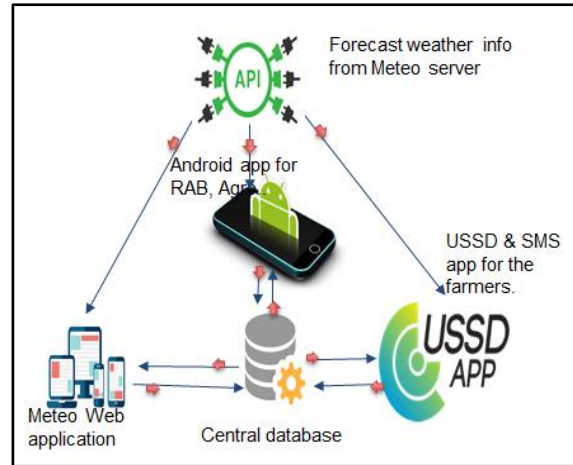 Forecast weather info
from Meteo server
API
Android app for
RAB, Agro
USSD & SMS
app for the
farmers.
USSD
APP
Meteo Web
application
Central database